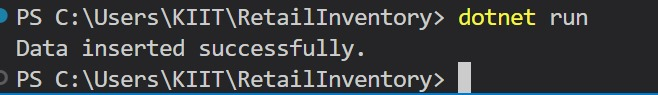 PS C:\Users\KIIT\RetailInventory> dotnet run
Data inserted successfully.
PS C:\Users\KIIT\RetailInventory>